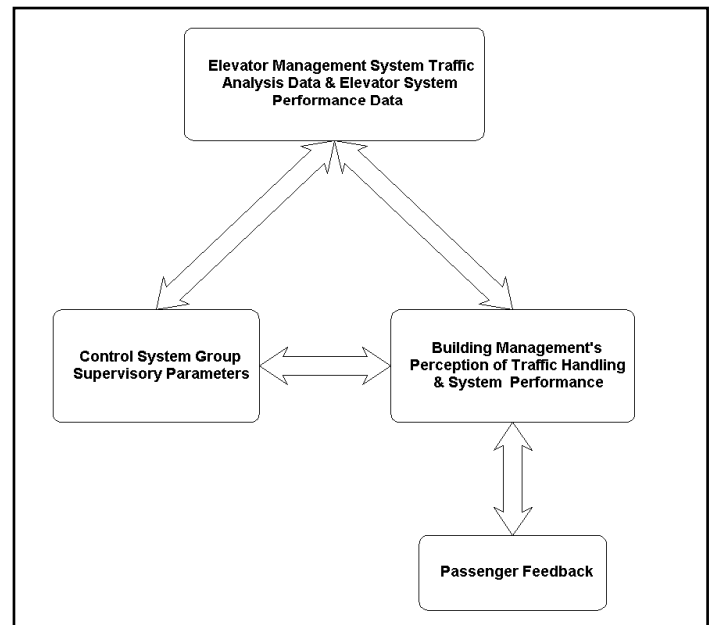 Elevator Management System Traffic
Analysis Data & Elevator System
Performance Data
Control System Group
Supervisory Parameters
Building Management's
Perception of Traffic Handling
& System Performance
Passenger Feedback